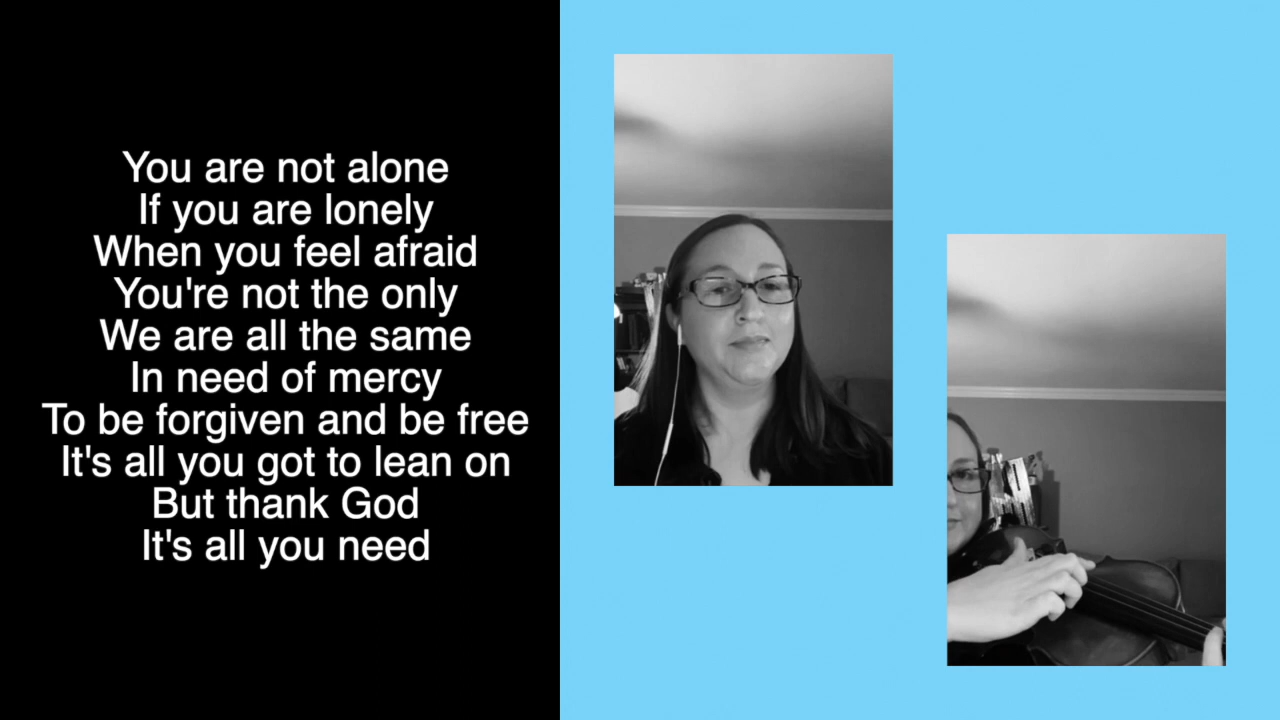 You are not alone
If you are lonely
When you feel afraid
You're not the only
We are all the same
In need of mercy
To be forgiven and be free
It's all you got to lean on
But thank God
It's all you need